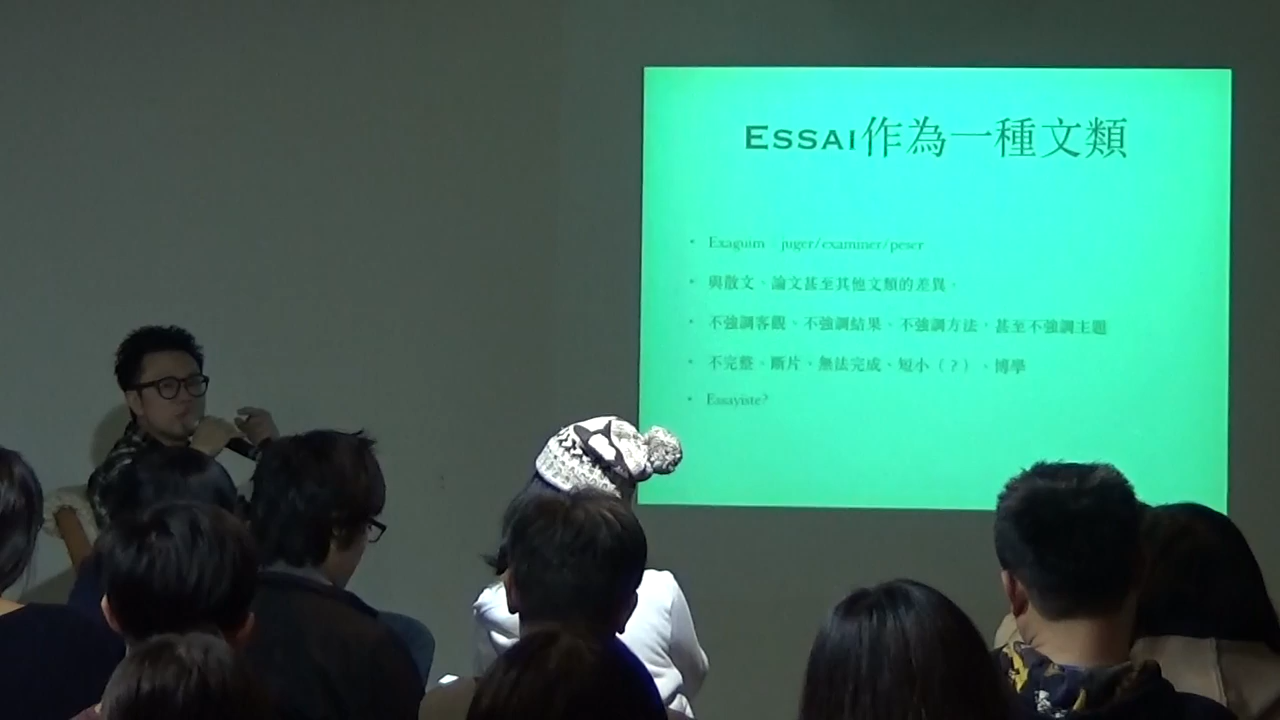 ESSAI作為一種文類
• Exaguim juger/examiner/peser
• 與散文、論文甚至其他文類的差異。
• 不強調客觀、不強調結果、不強調方法，甚至不強調主題
• 不完整、斷片、無法完成、短小（？）、博學
• Essayiste?